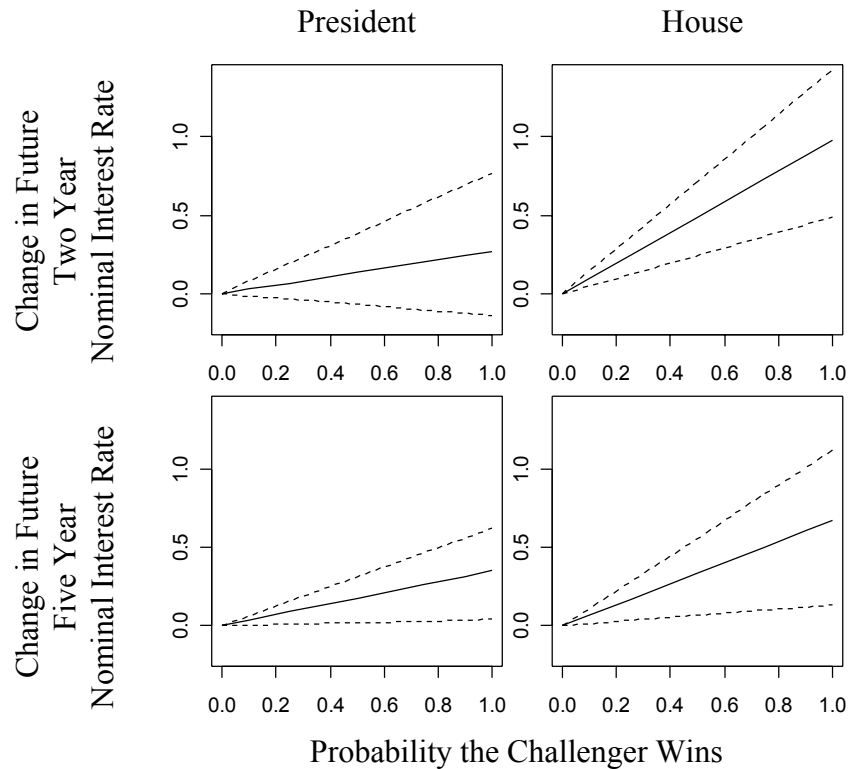 President House
Change in Future
Two Year
Nominal Interest Rate
1.0
0.5
0.0
0.0 0.2 0.4 0.6 0.8 1.0
1.0
0.5
0.0
0.0 0.2 0.4 0.6 0.8 1.0
Change in Future
Five Year
Nominal Interest Rate
1.0
0.5
0.0
0.0 0.2 0.4 0.6 0.8 1.0
1.0
0.5
0.0
0.0 0.2 0.4 0.6 0.8 1.0
Probability the Challenger Wins